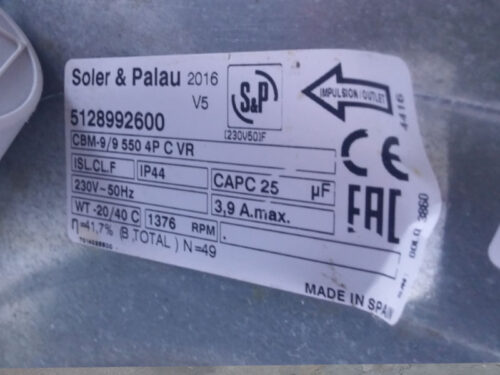 Soler & Palau 2016
V5
S&P
(230V50)F
IMPULSION/OUTLET
5128992600
CBM-9/9 550 4P C VR
ISL.CL.F IP44 CAPC 25 µF
230V~50Hz 3,9 A.max.
WT -20/40 C 1376 RPM .
η=41,7% (B,TOTAL) N=49
CE
EAC
4416
MADE IN SPAIN